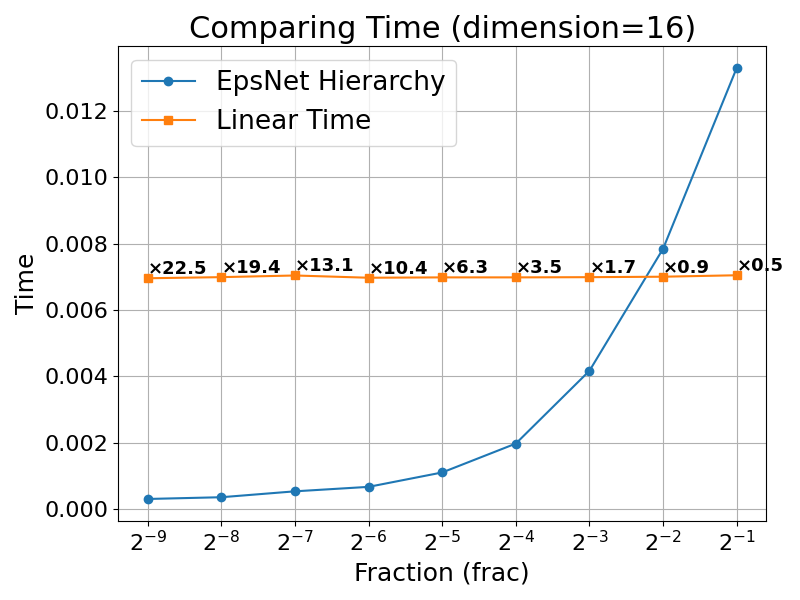 Comparing Time (dimension=16)
EpsNet Hierarchy
Linear Time
Time
0.012
0.010
0.008
0.006
0.004
0.002
0.000
×22.5 ×19.4 ×13.1 ×10.4 ×6.3 ×3.5 ×1.7 ×0.9 ×0.5
2⁻⁹ 2⁻⁸ 2⁻⁷ 2⁻⁶ 2⁻⁵ 2⁻⁴ 2⁻³ 2⁻² 2⁻¹
Fraction (frac)